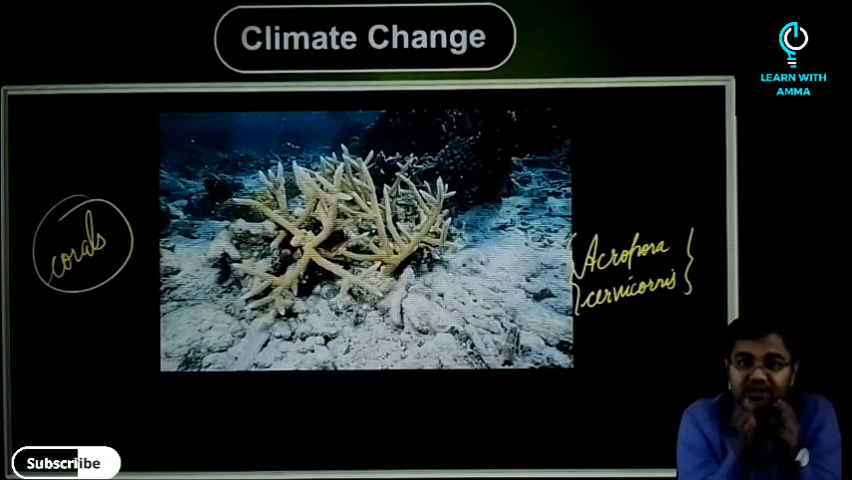 Climate Change
LEARN WITH
AMMA
corals
Acropora
cervicornis
Subscribe